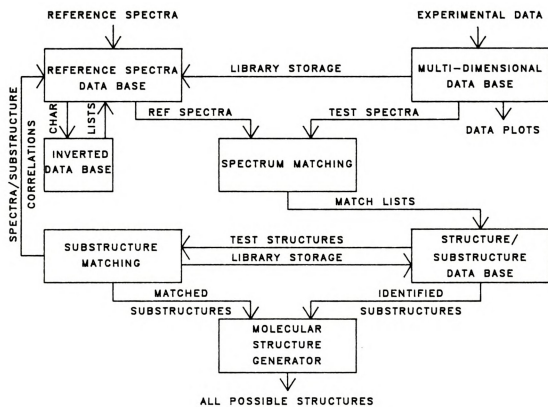 REFERENCE SPECTRA
EXPERIMENTAL DATA
REFERENCE SPECTRA
DATA BASE
LIBRARY STORAGE
MULTI-DIMENSIONAL
DATA BASE
SPECTRA/SUBSTRUCTURE
CORRELATIONS
CHAR
LISTS
REF SPECTRA
TEST SPECTRA
DATA PLOTS
INVERTED
DATA BASE
SPECTRUM MATCHING
MATCH LISTS
SUBSTRUCTURE
MATCHING
TEST STRUCTURES
LIBRARY STORAGE
STRUCTURE/
SUBSTRUCTURE
DATA BASE
MATCHED
SUBSTRUCTURES
IDENTIFIED
SUBSTRUCTURES
MOLECULAR
STRUCTURE
GENERATOR
ALL POSSIBLE STRUCTURES